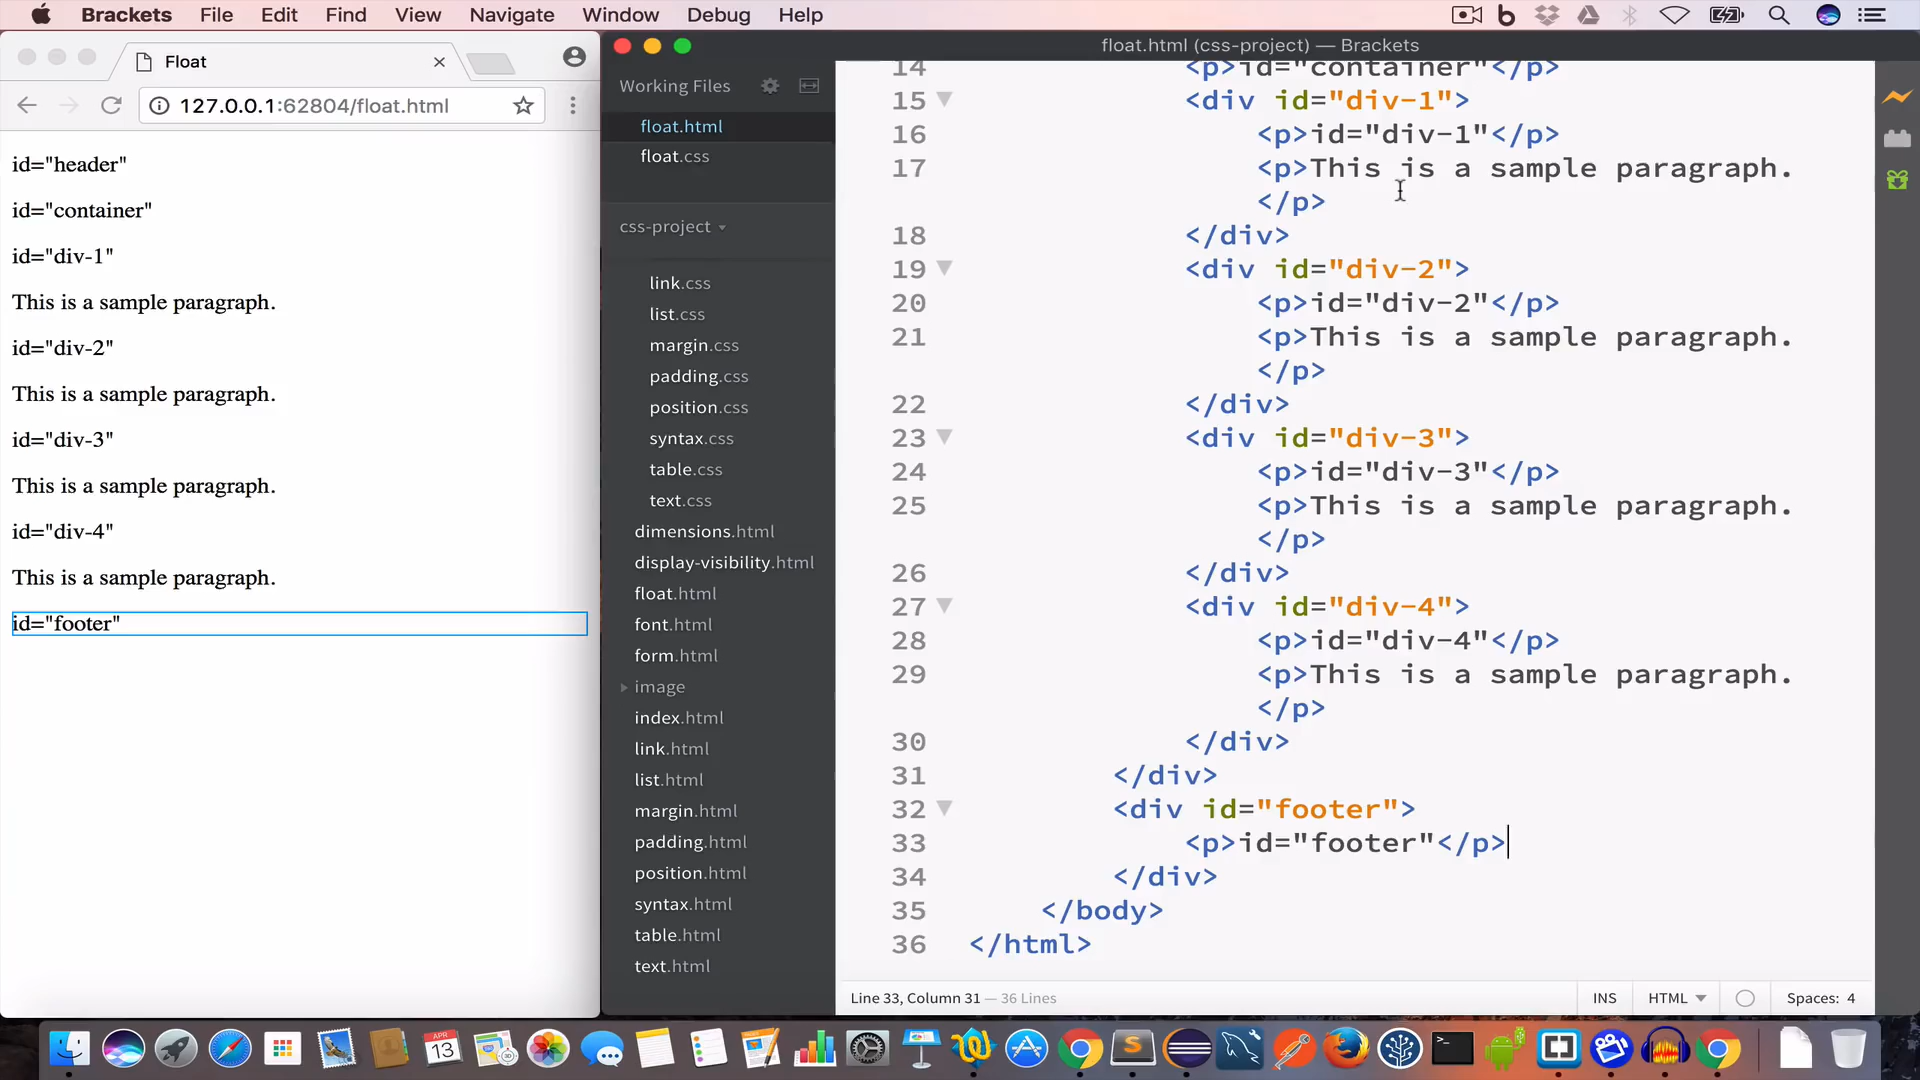 Brackets File Edit Find View Navigate Window Debug Help
Float
127.0.0.1:62804/float.html
id="header"
id="container"
id="div-1"
This is a sample paragraph.
id="div-2"
This is a sample paragraph.
id="div-3"
This is a sample paragraph.
id="div-4"
This is a sample paragraph.
id="footer"
float.html (css-project) — Brackets
Working Files
float.html
float.css
css-project
link.css
list.css
margin.css
padding.css
position.css
syntax.css
table.css
text.css
dimensions.html
display-visibility.html
float.html
font.html
form.html
image
index.html
link.html
list.html
margin.html
padding.html
position.html
syntax.html
table.html
text.html
14 <p>id="container"</p>
15 <div id="div-1">
16 <p>id="div-1"</p>
17 <p>This is a sample paragraph.
</p>
18 </div>
19 <div id="div-2">
20 <p>id="div-2"</p>
21 <p>This is a sample paragraph.
</p>
22 </div>
23 <div id="div-3">
24 <p>id="div-3"</p>
25 <p>This is a sample paragraph.
</p>
26 </div>
27 <div id="div-4">
28 <p>id="div-4"</p>
29 <p>This is a sample paragraph.
</p>
30 </div>
31 </div>
32 <div id="footer">
33 <p>id="footer"</p>
34 </div>
35 </body>
36 </html>
Line 33, Column 31 — 36 Lines
INS HTML Spaces: 4
APR
13